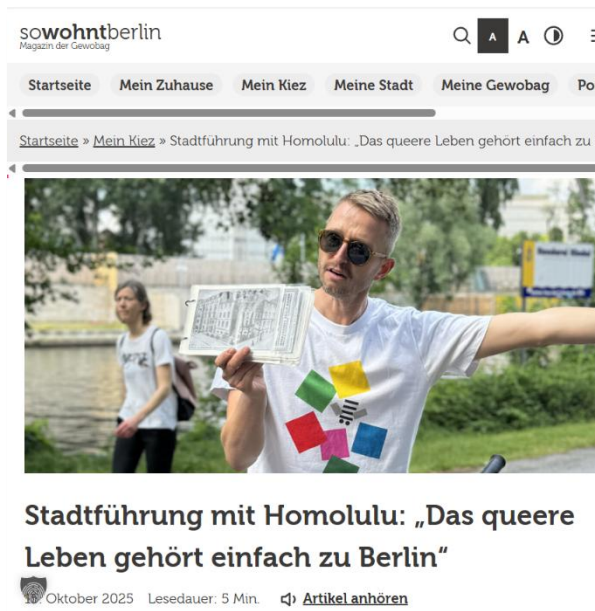 sowohntberlin
Magazin der Gewobag
A A
Startseite Mein Zuhause Mein Kiez Meine Stadt Meine Gewobag Po
Startseite » Mein Kiez » Stadtführung mit Homolulu: „Das queere Leben gehört einfach zu
Stadtführung mit Homolulu: „Das queere
Leben gehört einfach zu Berlin“
Oktober 2025 Lesedauer: 5 Min. Artikel anhören